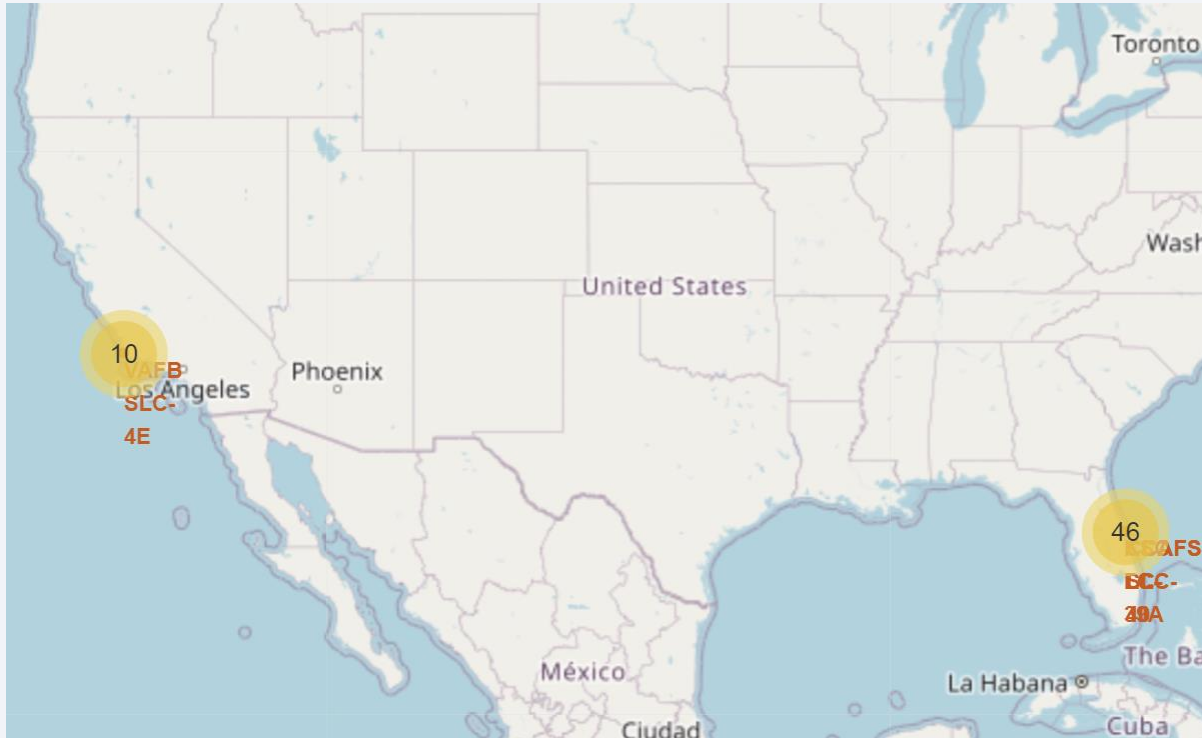 Toronto
Wash
United States
10
VAFB
Los Angeles
SLC-
4E
Phoenix
46
México
La Habana
The Ba
Ciudad
Cuba